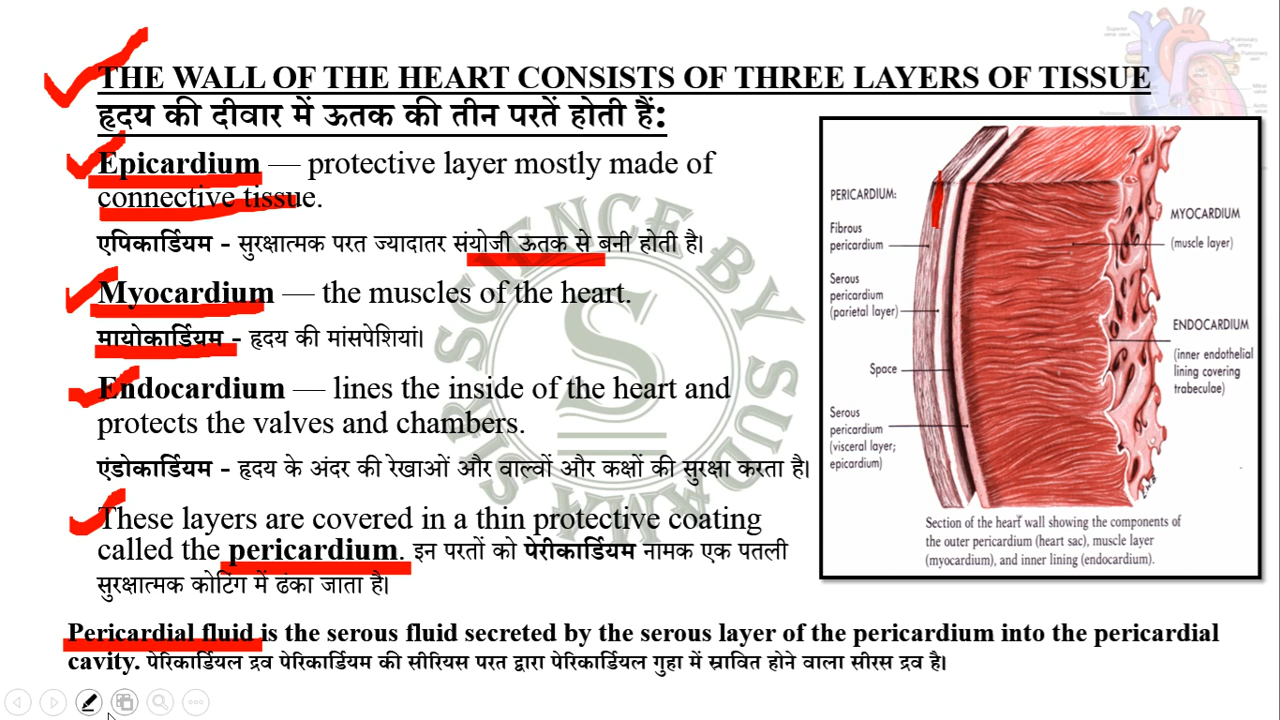 THE WALL OF THE HEART CONSISTS OF THREE LAYERS OF TISSUE
हृदय की दीवार में ऊतक की तीन परतें होती हैं:
Epicardium — protective layer mostly made of
connective tissue.
एपिकार्डियम - सुरक्षात्मक परत ज्यादातर संयोजी ऊतक से बनी होती है।
Myocardium — the muscles of the heart.
मायोकार्डियम - हृदय की मांसपेशियां।
Endocardium — lines the inside of the heart and
protects the valves and chambers.
एंडोकार्डियम - हृदय के अंदर की रेखाओं और वाल्वों और कक्षों की सुरक्षा करता है।
These layers are covered in a thin protective coating
called the pericardium. इन परतों को पेरीकार्डियम नामक एक पतली
सुरक्षात्मक कोटिंग में ढंका जाता है।
Pericardial fluid is the serous fluid secreted by the serous layer of the pericardium into the pericardial
cavity. पेरिकार्डियल द्रव पेरिकार्डियम की सीरियस परत द्वारा पेरिकार्डियल गुहा में स्रावित होने वाला सीरस द्रव है।
PERICARDIUM:
Fibrous
pericardium
Serous
pericardium
(parietal layer)
Space
Serous
pericardium
(visceral layer;
epicardium)
MYOCARDIUM
(muscle layer)
ENDOCARDIUM
(inner endothelial
lining covering
trabeculae)
Section of the heart wall showing the components of
the outer pericardium (heart sac), muscle layer
(myocardium), and inner lining (endocardium).
SCIENCE BY SUDARSHAN MISHRA
S